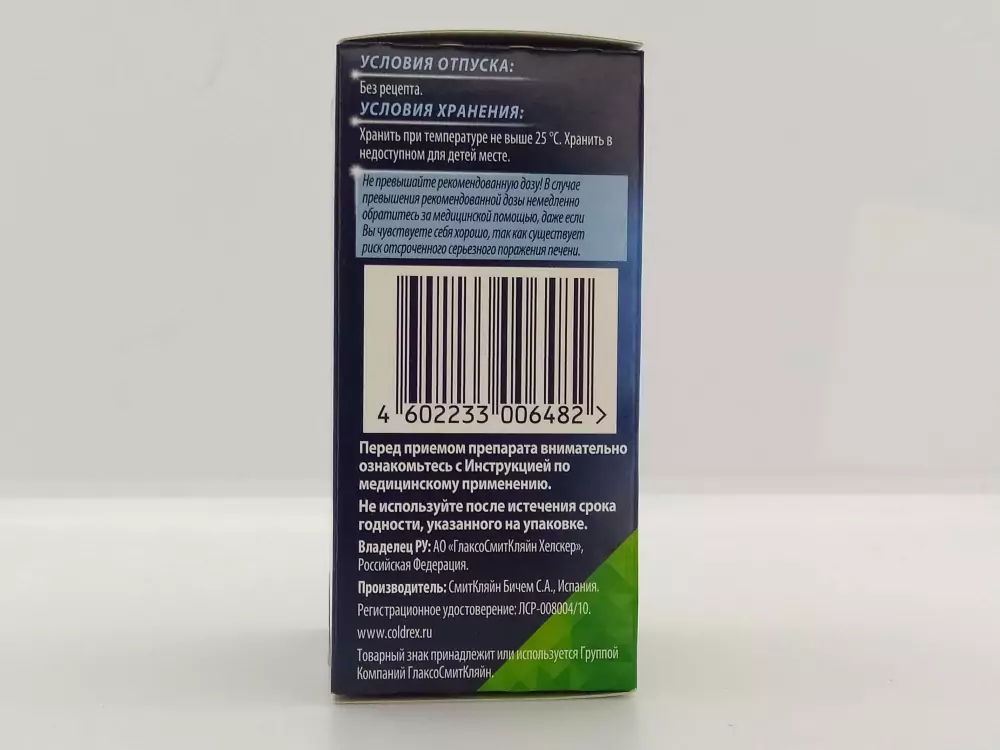 УСЛОВИЯ ОТПУСКА:
Без рецепта.
УСЛОВИЯ ХРАНЕНИЯ:
Хранить при температуре не выше 25 °С. Хранить в
недоступном для детей месте.
Не превышайте рекомендованную дозу! В случае
превышения рекомендованной дозы немедленно
обратитесь за медицинской помощью, даже если
Вы чувствуете себя хорошо, так как существует
риск отсроченного серьезного поражения печени.
4 602233 006482 >
Перед приемом препарата внимательно
ознакомьтесь с Инструкцией по
медицинскому применению.
Не используйте после истечения срока
годности, указанного на упаковке.
Владелец РУ: АО «ГлаксоСмитКляйн Хелскер»,
Российская Федерация.
Производитель: СмитКляйн Бичем С.А., Испания.
Регистрационное удостоверение: ЛСР-008004/10.
www.coldrex.ru
Товарный знак принадлежит или используется Группой
Компаний ГлаксоСмитКляйн.